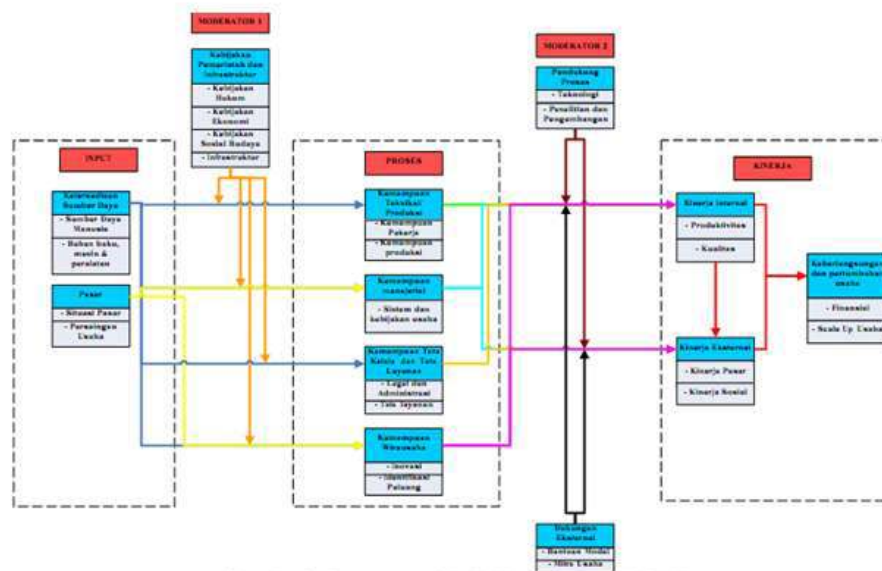 MODERATOR 1
Kebijakan
Pemerintah dan
Infrastruktur
- Kebijakan
Hukum
- Kebijakan
Ekonomi
- Kebijakan
Sosial Budaya
- Infrastruktur
MODERATOR 2
Pendukung
Proses
- Teknologi
- Penelitian dan
Pengembangan
INPUT
Ketersediaan
Sumber Daya
- Sumber Daya
Manusia
- Bahan baku,
mesin &
peralatan
Pasar
- Situasi Pasar
- Persaingan
Usaha
PROSES
Kemampuan
Teknikal
Produksi
- Kemampuan
Pekerja
- Kemampuan
produksi
Kemampuan
manajerial
- Sistem dan
kebijakan usaha
Kemampuan Tata
Kelola dan Tata
Layanan
- Legal dan
Administrasi
- Tata layanan
Kemampuan
Wirausaha
- Inovasi
- Identifikasi
Peluang
KINERJA
Kinerja Internal
- Produktivitas
- Kualitas
Kinerja Eksternal
- Kinerja Pasar
- Kinerja Sosial
Keberlangsungan
dan pertumbuhan
usaha
- Finansial
- Scale Up Usaha
Dukungan
Eksternal
- Bantuan Modal
- Mitra Usaha